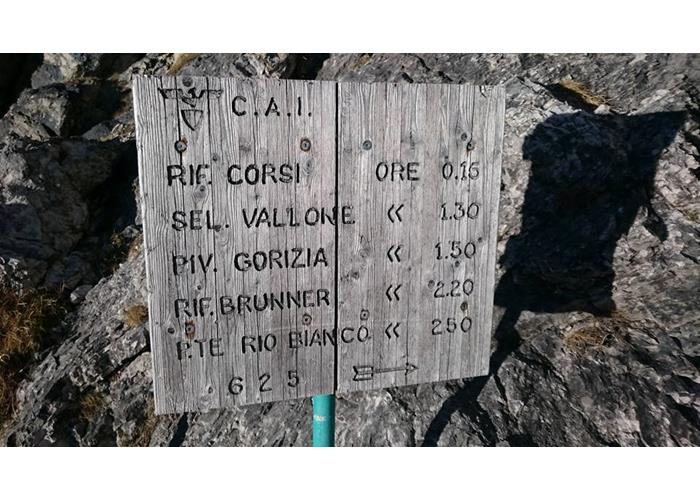 C.A.I.
RIF. CORSI ORE 0.15
SEL. VALLONE « 1.30
PIV. GORIZIA « 1.50
RIF. BRUNNER « 2.20
P.TE RIO BIANCO « 2.50
625